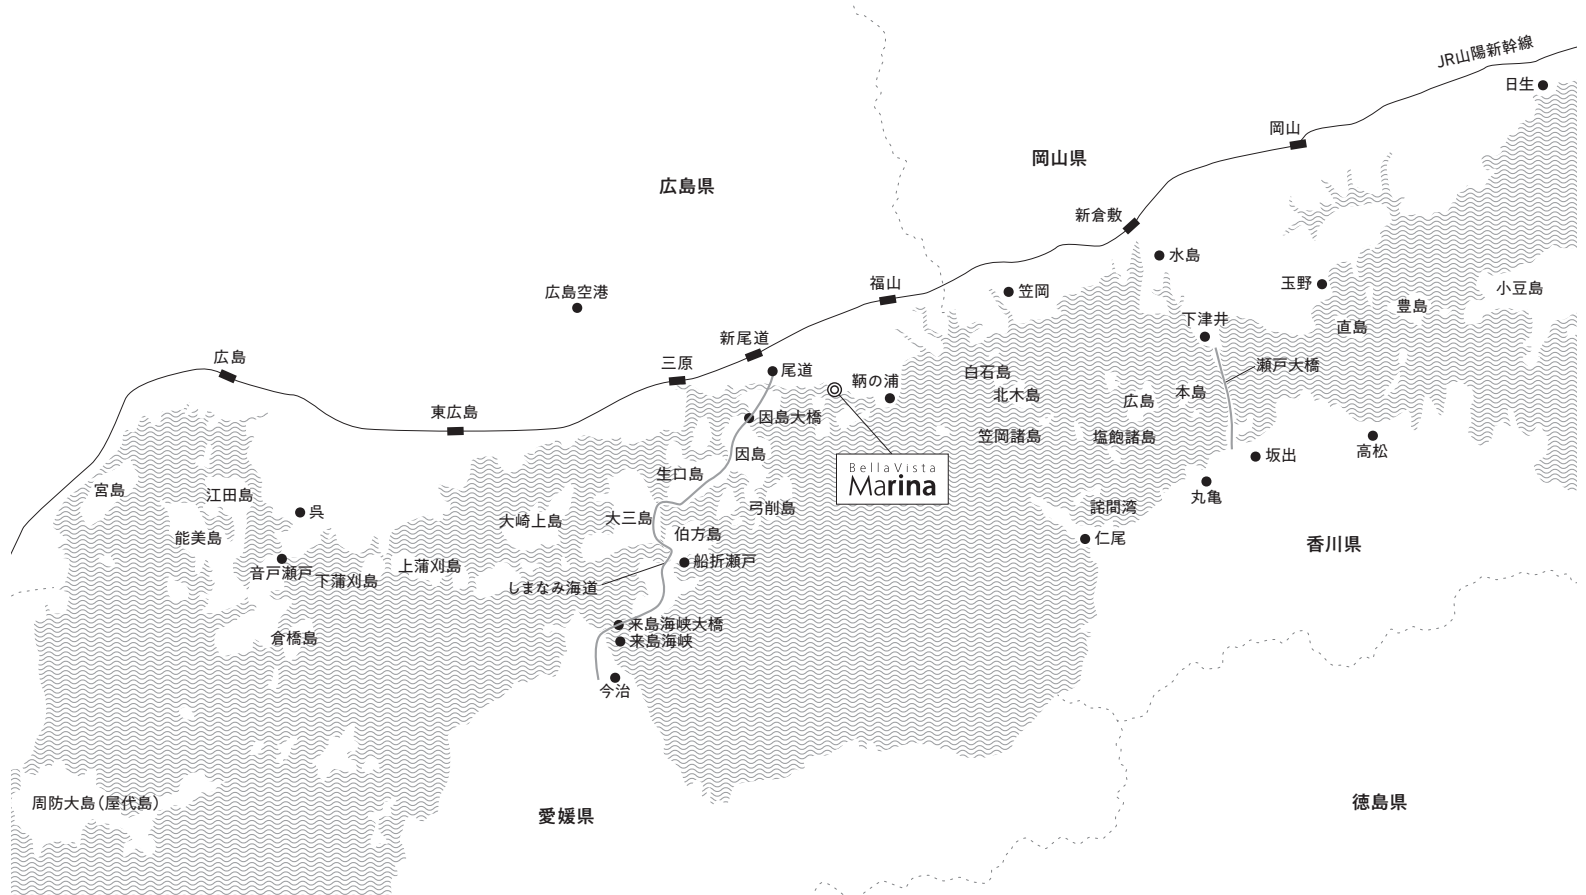 JR山陽新幹線
日生
岡山
岡山県
広島県
新倉敷
水島
玉野
小豆島
豊島
直島
広島空港
福山
笠岡
下津井
瀬戸大橋
新尾道
三原
尾道
広島
東広島
鞆の浦
白石島
北木島
広島
本島
因島大橋
笠岡諸島
塩飽諸島
高松
坂出
丸亀
因島
Bella Vista
Marina
生口島
宮島
江田島
呉
能美島
大崎上島
大三島
弓削島
伯方島
詫間湾
仁尾
香川県
音戸瀬戸
下蒲刈島
上蒲刈島
船折瀬戸
しまなみ海道
来島海峡大橋
来島海峡
倉橋島
今治
周防大島（屋代島）
愛媛県
徳島県